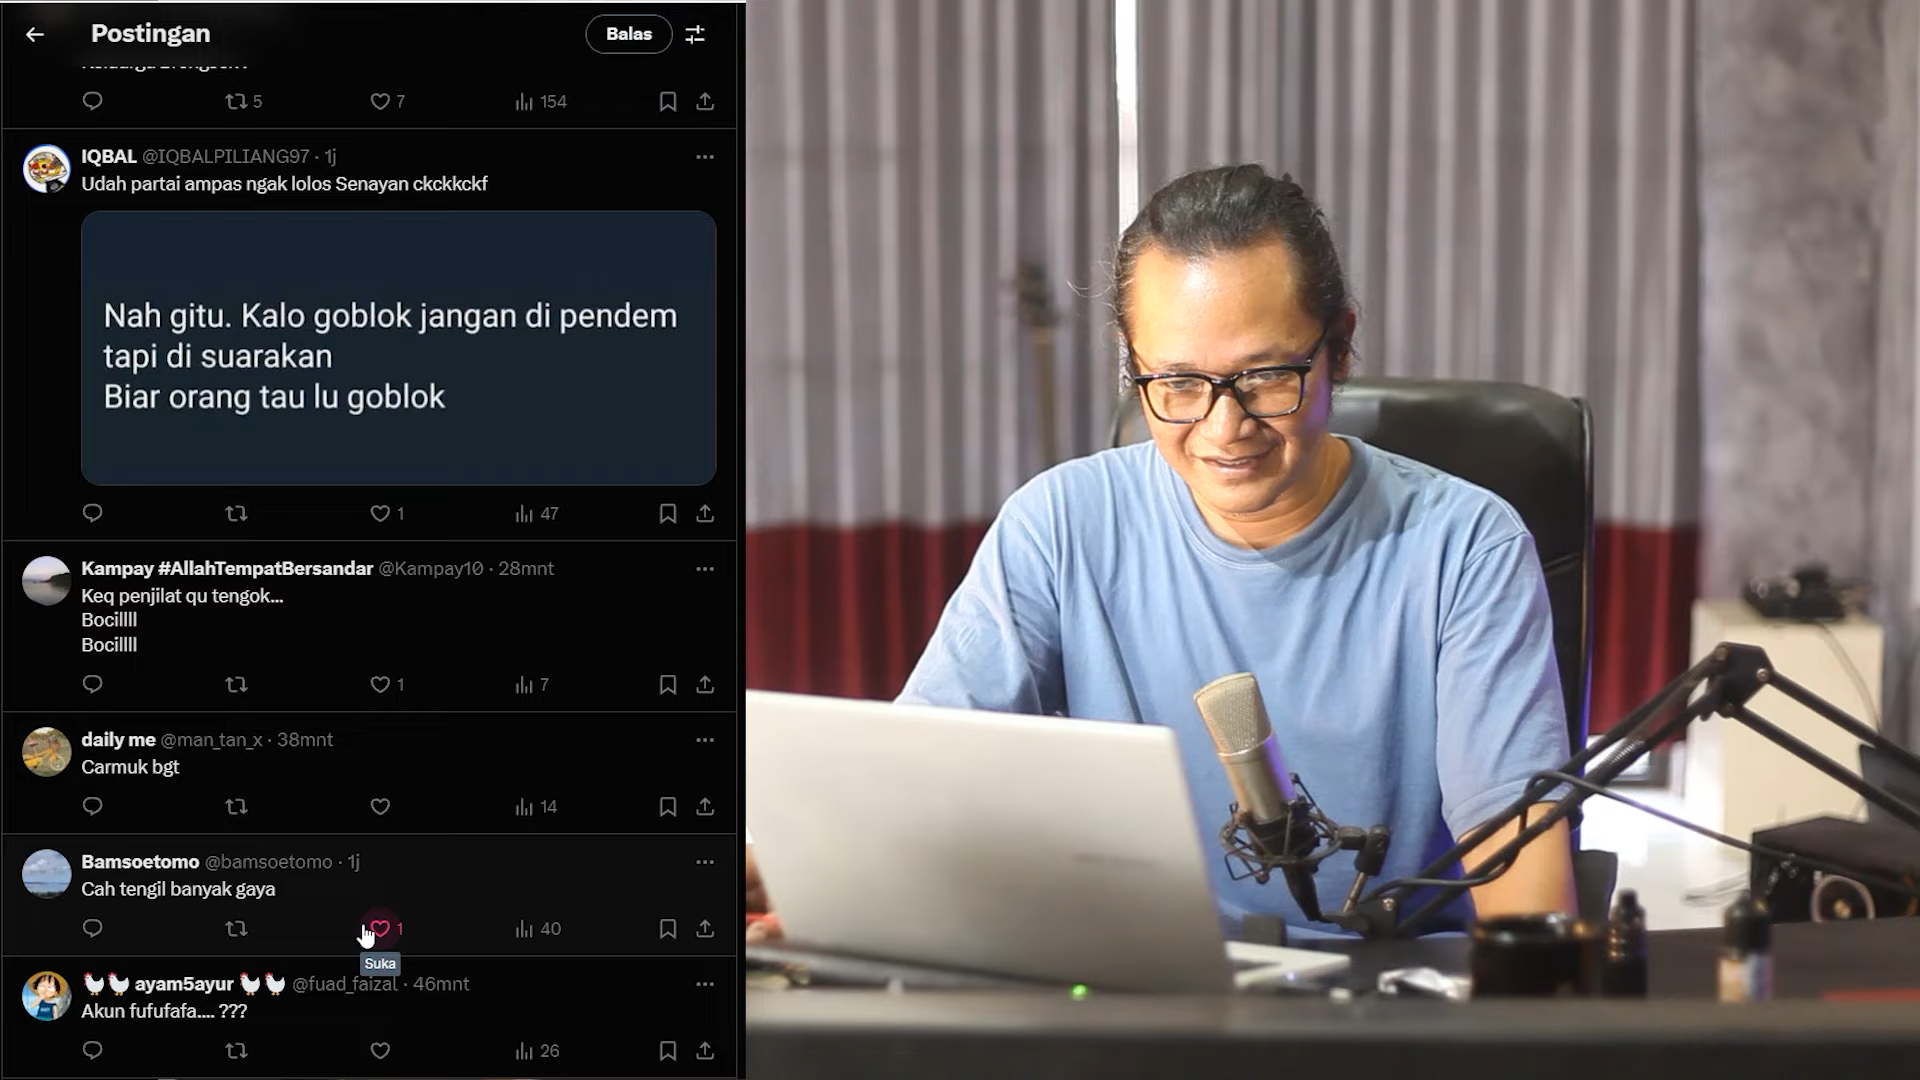 Postingan
Balas
5
7
154
IQBAL @IQBALPILIANG97 · 1j
Udah partai ampas ngak lolos Senayan ckckkckf
Nah gitu. Kalo goblok jangan di pendem
tapi di suarakan
Biar orang tau lu goblok
1
47
Kampay #AllahTempatBersandar @Kampay10 · 28mnt
Keq penjilat qu tengok...
Bocillll
Bocillll
1
7
daily me @man_tan_x · 38mnt
Carmuk bgt
14
Bamsoetomo @bamsoetomo · 1j
Cah tengil banyak gaya
1
40
Suka
ayam5ayur @fuad_faizal · 46mnt
Akun fufufafa.... ???
26